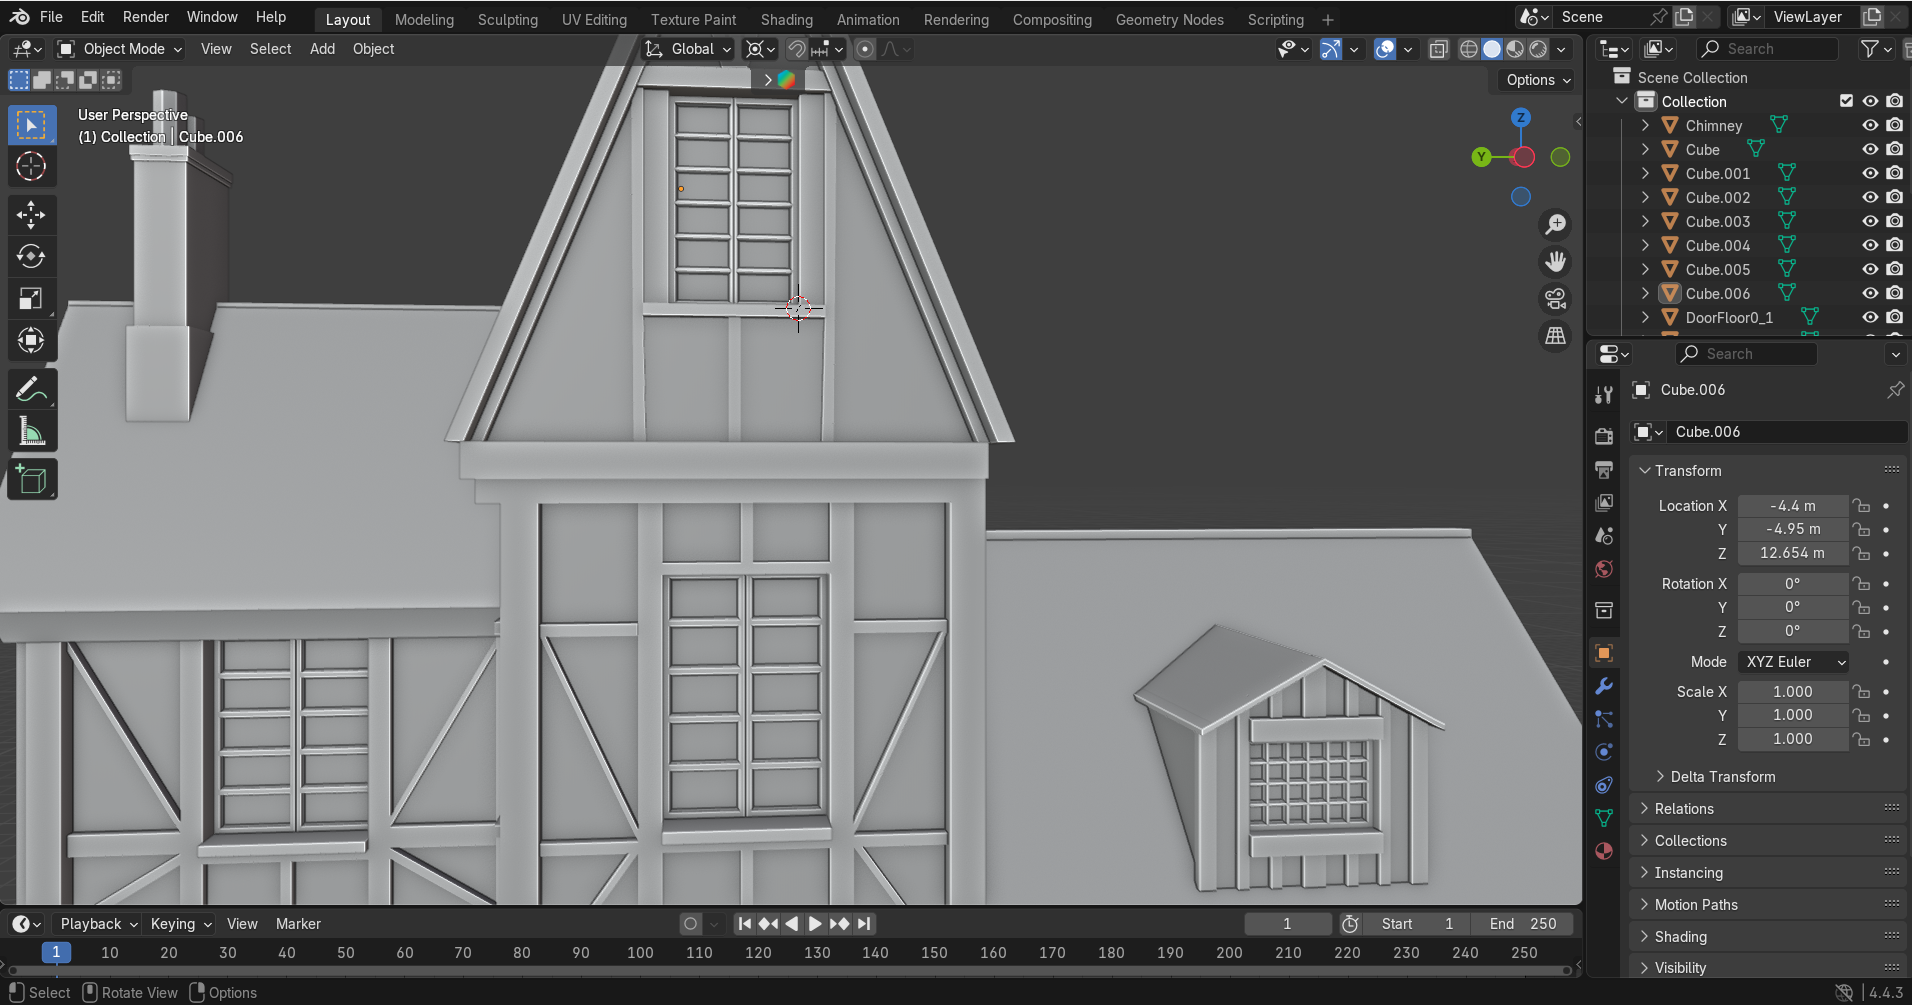 File Edit Render Window Help Layout Modeling Sculpting UV Editing Texture Paint Shading Animation Rendering Compositing Geometry Nodes Scripting + Scene ViewLayer
Object Mode View Select Add Object Global Search
Options
Scene Collection
Collection
Chimney
Cube
Cube.001
Cube.002
Cube.003
Cube.004
Cube.005
Cube.006
DoorFloor0_1
User Perspective
(1) Collection | Cube.006
Z
Y
Search
Cube.006
Cube.006
Transform
Location X -4.4 m
Y -4.95 m
Z 12.654 m
Rotation X 0°
Y 0°
Z 0°
Mode XYZ Euler
Scale X 1.000
Y 1.000
Z 1.000
Delta Transform
Relations
Collections
Instancing
Motion Paths
Shading
Visibility
Playback Keying View Marker 1 Start 1 End 250
1 10 20 30 40 50 60 70 80 90 100 110 120 130 140 150 160 170 180 190 200 210 220 230 240 250
Select Rotate View Options 4.4.3